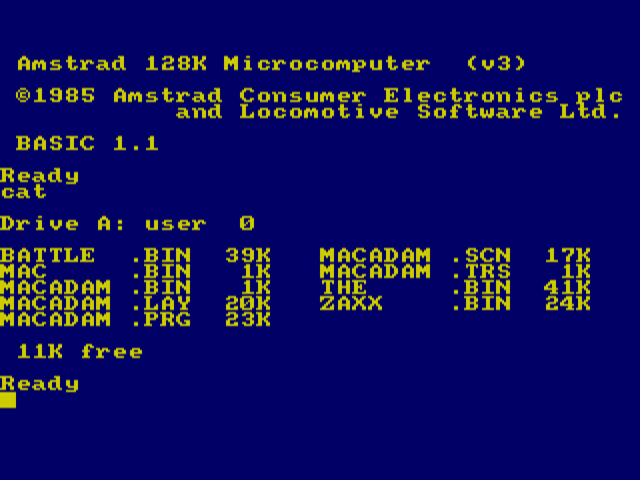 Amstrad 128K Microcomputer (v3)
©1985 Amstrad Consumer Electronics plc
and Locomotive Software Ltd.
BASIC 1.1
Ready
cat
Drive A: user 0
BATTLE .BIN 39K MACADAM .SCN 17K
MAC .BIN 1K MACADAM .TRS 1K
MACADAM .BIN 1K THE .BIN 41K
MACADAM .LAY 20K ZAXX .BIN 24K
MACADAM .PRG 23K
11K free
Ready